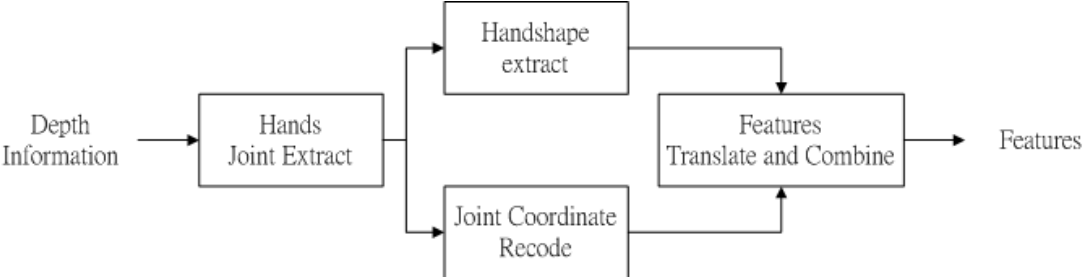 Depth
Information
Hands
Joint Extract
Handshape
extract
Joint Coordinate
Recode
Features
Translate and Combine
Features